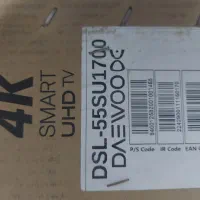 4K
SMART
UHD TV
DSL-55SU1700
DAEWOO
P/S Code
IR Code
EAN